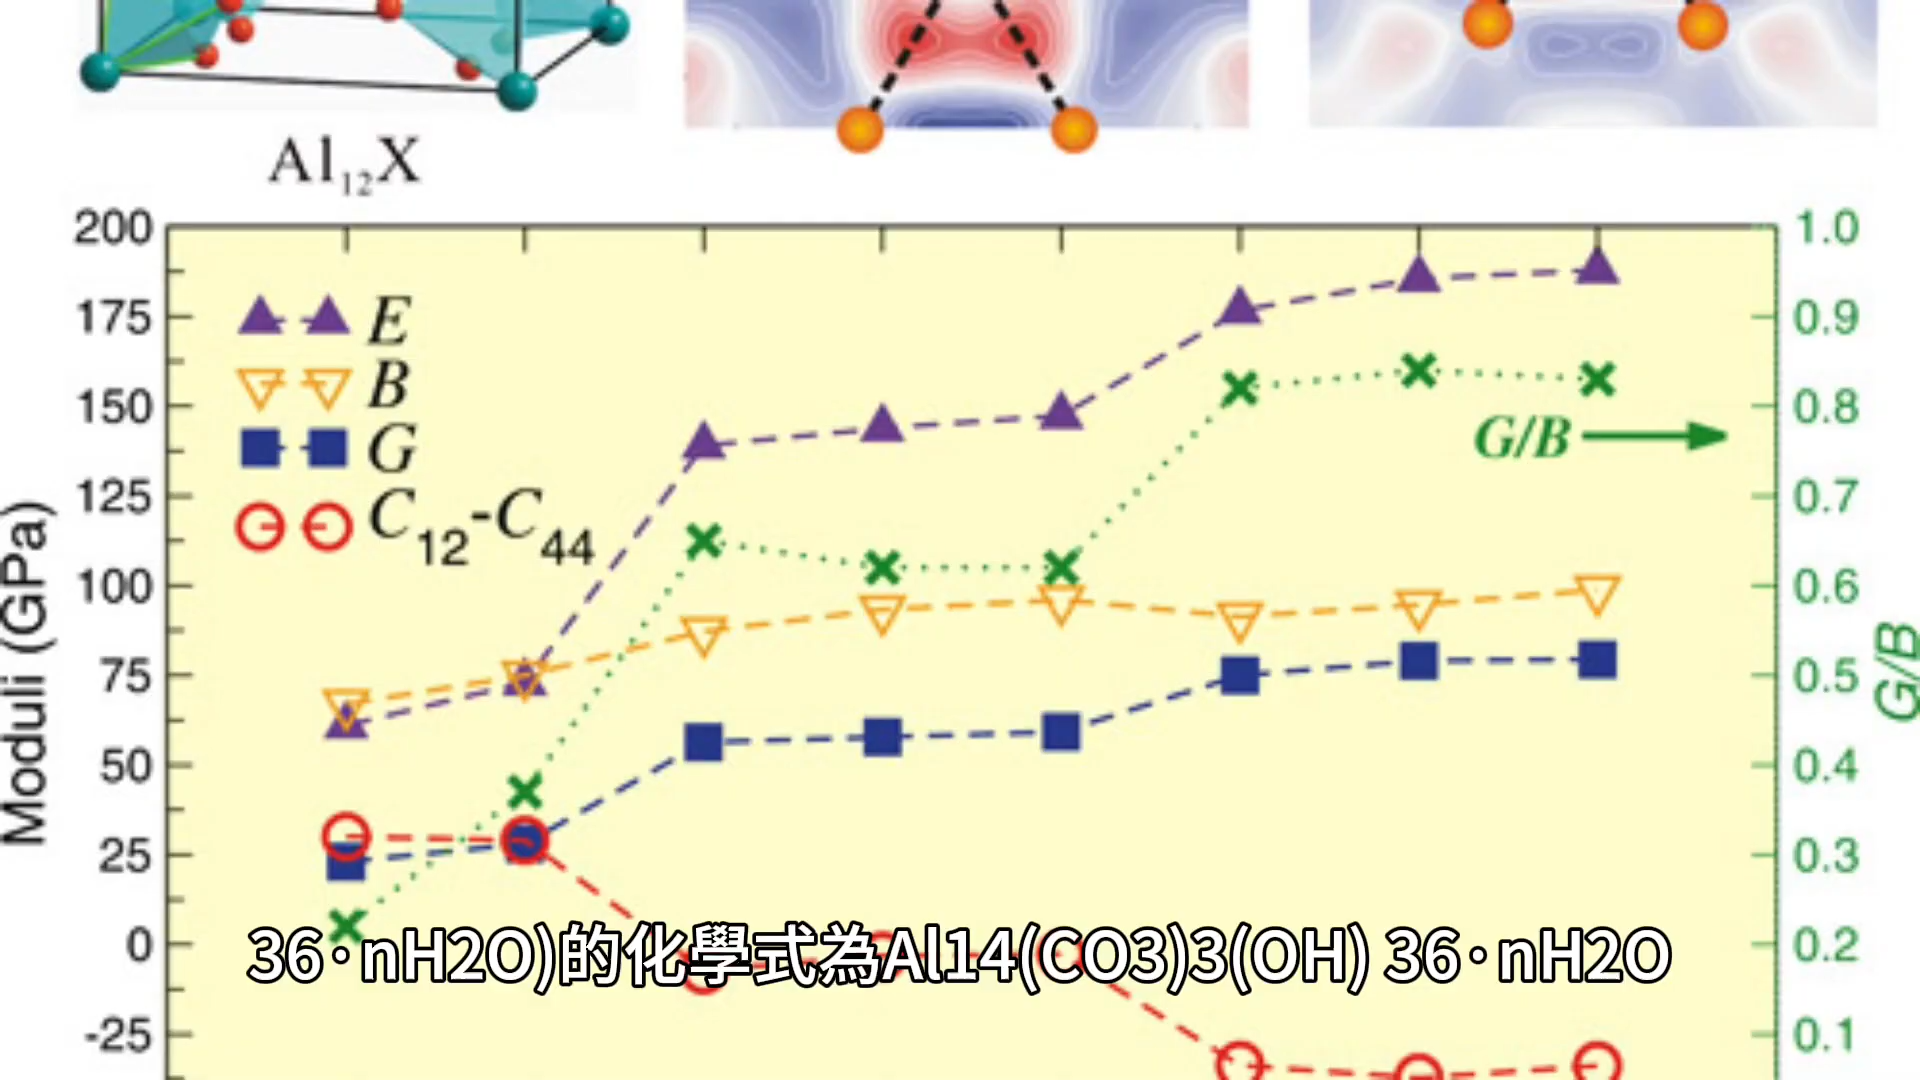 Al₁₂X
200
175
150
125
100
75
50
25
0
-25
Moduli (GPa)
E
B
G
C₁₂-C₄₄
G/B
1.0
0.9
0.8
0.7
0.6
0.5
0.4
0.3
0.2
0.1
G/B
36·nH2O)的化學式為Al14(CO3)3(OH) 36·nH2O